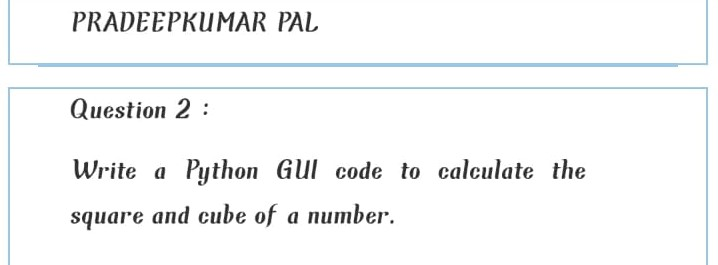 PRADEEPKUMAR PAL
Question 2 :
Write a Python GUI code to calculate the
square and cube of a number.